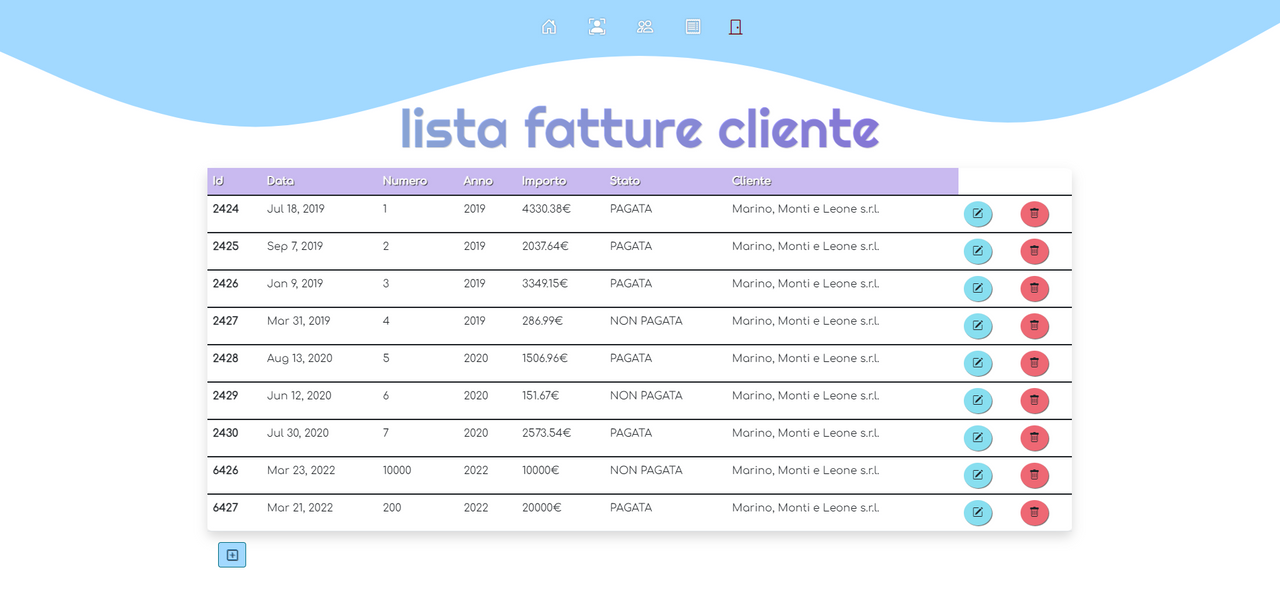 lista fatture cliente
Id Data Numero Anno Importo Stato Cliente
2424 Jul 18, 2019 1 2019 4330.38€ PAGATA Marino, Monti e Leone s.r.l.
2425 Sep 7, 2019 2 2019 2037.64€ PAGATA Marino, Monti e Leone s.r.l.
2426 Jan 9, 2019 3 2019 3349.15€ PAGATA Marino, Monti e Leone s.r.l.
2427 Mar 31, 2019 4 2019 286.99€ NON PAGATA Marino, Monti e Leone s.r.l.
2428 Aug 13, 2020 5 2020 1506.96€ PAGATA Marino, Monti e Leone s.r.l.
2429 Jun 12, 2020 6 2020 151.67€ NON PAGATA Marino, Monti e Leone s.r.l.
2430 Jul 30, 2020 7 2020 2573.54€ PAGATA Marino, Monti e Leone s.r.l.
6426 Mar 23, 2022 10000 2022 10000€ NON PAGATA Marino, Monti e Leone s.r.l.
6427 Mar 21, 2022 200 2022 20000€ PAGATA Marino, Monti e Leone s.r.l.